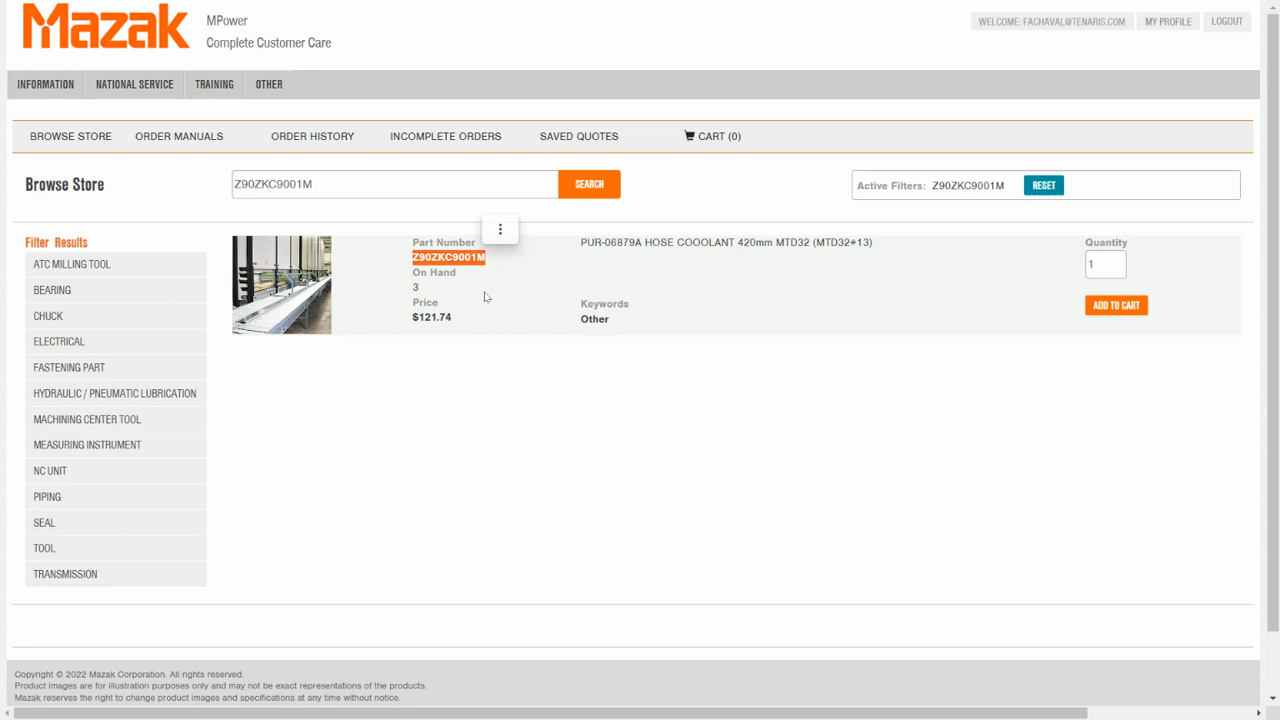 Mazak
MPower
Complete Customer Care
WELCOME: FACHAVAL@TENARIS.COM
MY PROFILE
LOGOUT
INFORMATION
NATIONAL SERVICE
TRAINING
OTHER
BROWSE STORE
ORDER MANUALS
ORDER HISTORY
INCOMPLETE ORDERS
SAVED QUOTES
CART (0)
Browse Store
Z90ZKC9001M
SEARCH
Active Filters: Z90ZKC9001M
RESET
Filter Results
ATC MILLING TOOL
BEARING
CHUCK
ELECTRICAL
FASTENING PART
HYDRAULIC / PNEUMATIC LUBRICATION
MACHINING CENTER TOOL
MEASURING INSTRUMENT
NC UNIT
PIPING
SEAL
TOOL
TRANSMISSION
Part Number
Z90ZKC9001M
On Hand
3
Price
$121.74
PUR-06879A HOSE COOOLANT 420mm MTD32 (MTD32#13)
Keywords
Other
Quantity
1
ADD TO CART
Copyright © 2022 Mazak Corporation. All rights reserved.
Product images are for illustration purposes only and may not be exact representations of the products.
Mazak reserves the right to change product images and specifications at any time without notice.